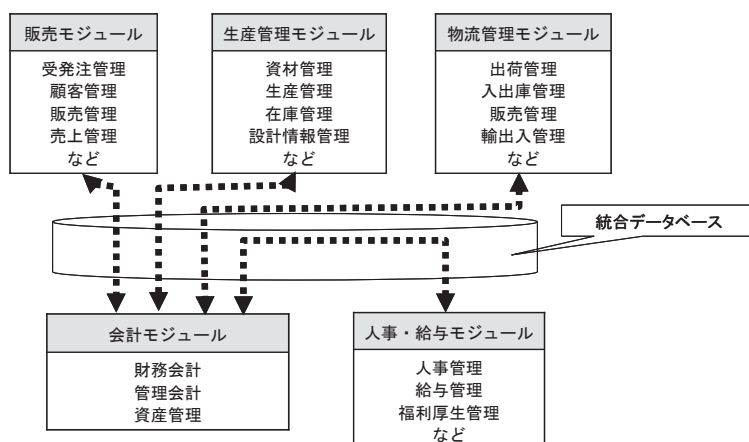 販売モジュール
受発注管理
顧客管理
販売管理
売上管理
など
生産管理モジュール
資材管理
生産管理
在庫管理
設計情報管理
など
物流管理モジュール
出荷管理
入出庫管理
販売管理
輸出入管理
など
統合データベース
会計モジュール
財務会計
管理会計
資産管理
人事・給与モジュール
人事管理
給与管理
福利厚生管理
など